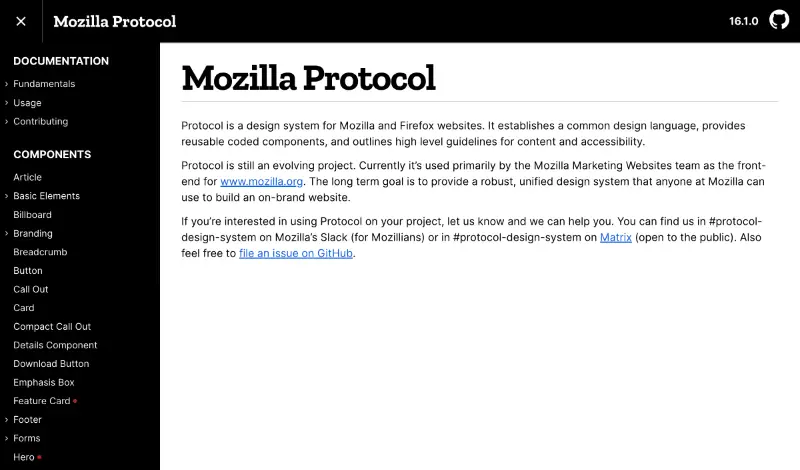 Mozilla Protocol
16.1.0
DOCUMENTATION
Fundamentals
Usage
Contributing
COMPONENTS
Article
Basic Elements
Billboard
Branding
Breadcrumb
Button
Call Out
Card
Compact Call Out
Details Component
Download Button
Emphasis Box
Feature Card
Footer
Forms
Hero
Mozilla Protocol
Protocol is a design system for Mozilla and Firefox websites. It establishes a common design language, provides
reusable coded components, and outlines high level guidelines for content and accessibility.
Protocol is still an evolving project. Currently it’s used primarily by the Mozilla Marketing Websites team as the front-
end for www.mozilla.org. The long term goal is to provide a robust, unified design system that anyone at Mozilla can
use to build an on-brand website.
If you’re interested in using Protocol on your project, let us know and we can help you. You can find us in #protocol-
design-system on Mozilla’s Slack (for Mozillians) or in #protocol-design-system on Matrix (open to the public). Also
feel free to file an issue on GitHub.